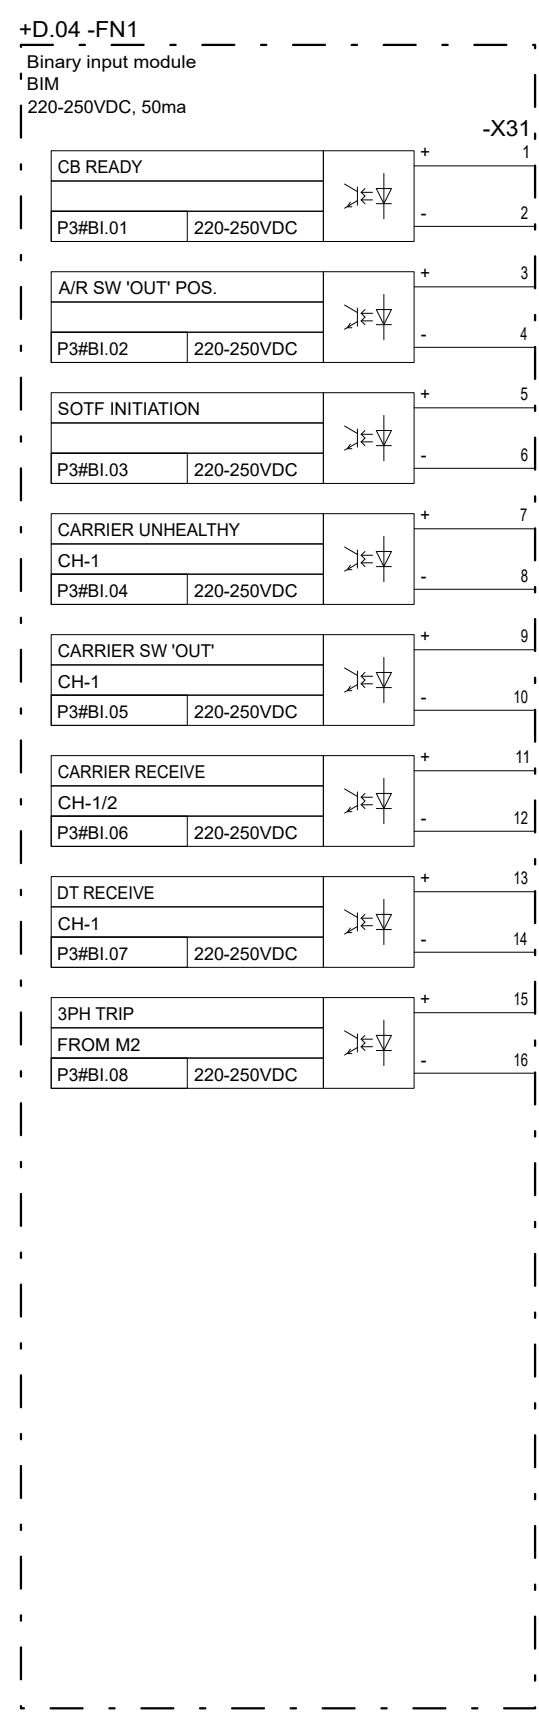 +D.04 -FN1
Binary input module
BIM
220-250VDC, 50ma
-X31
CB READY
+ 1
P3#BI.01 220-250VDC
- 2
A/R SW 'OUT' POS.
+ 3
P3#BI.02 220-250VDC
- 4
SOTF INITIATION
+ 5
P3#BI.03 220-250VDC
- 6
CARRIER UNHEALTHY
+ 7
CH-1
P3#BI.04 220-250VDC
- 8
CARRIER SW 'OUT'
+ 9
CH-1
P3#BI.05 220-250VDC
- 10
CARRIER RECEIVE
+ 11
CH-1/2
P3#BI.06 220-250VDC
- 12
DT RECEIVE
+ 13
CH-1
P3#BI.07 220-250VDC
- 14
3PH TRIP
+ 15
FROM M2
P3#BI.08 220-250VDC
- 16